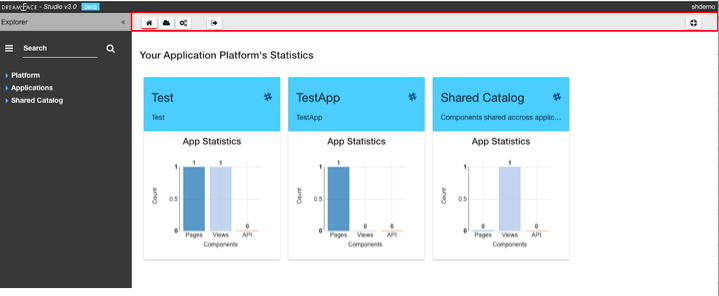 DREAMFACE - Studio v3.0 beta
shdemo
Explorer «
Search
Platform
Applications
Shared Catalog
Your Application Platform's Statistics
Test
Test
App Statistics
1
0.5
0
Count
1
1
0
Pages Views API
Components
TestApp
TestApp
App Statistics
1
0.5
0
Count
1
0
0
Pages Views API
Components
Shared Catalog
Components shared accross applic...
App Statistics
1
0.5
0
Count
0
1
0
Pages Views API
Components